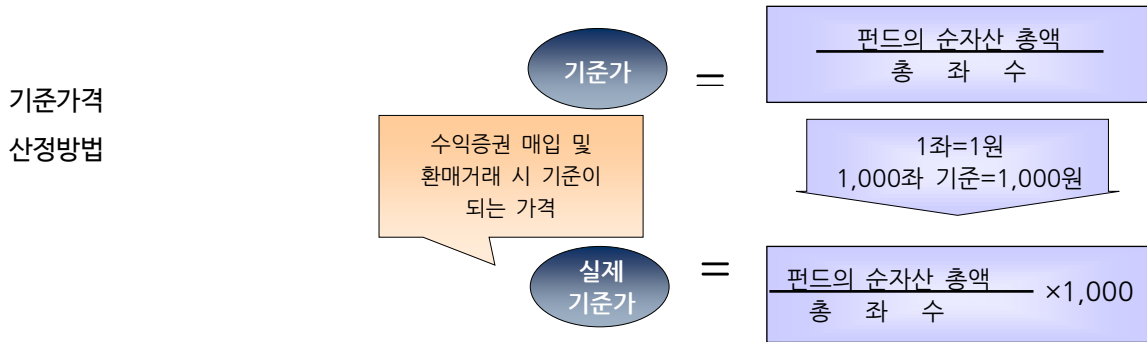 기준가격
산정방법
기준가
=
펀드의 순자산 총액
총 좌 수
수익증권 매입 및
환매거래 시 기준이
되는 가격
1좌=1원
1,000좌 기준=1,000원
실제
기준가
=
펀드의 순자산 총액
총 좌 수
×1,000